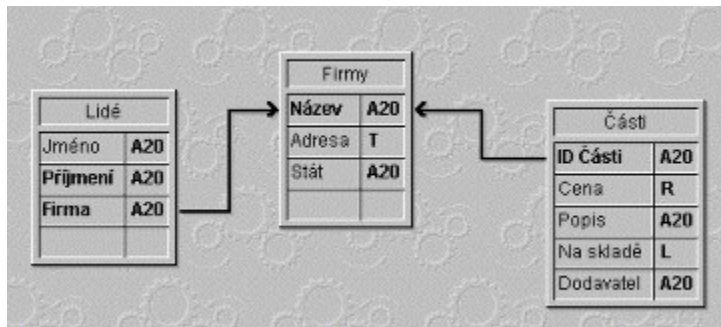 Lidé
Jméno A20
Příjmení A20
Firma A20
Firmy
Název A20
Adresa T
Stát A20
Části
ID Části A20
Cena R
Popis A20
Na skladě L
Dodavatel A20